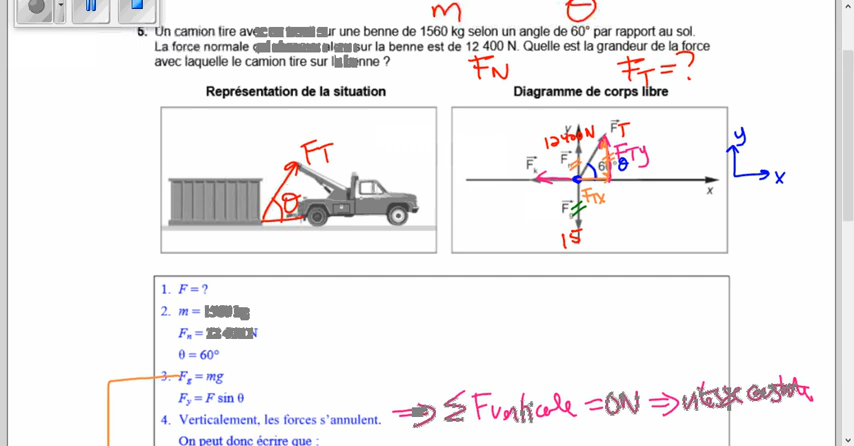 m θ
5. Un camion tire sur une benne de 1560 kg selon un angle de 60° par rapport au sol.
La force normale sur la benne est de 12 400 N. Quelle est la grandeur de la force
avec laquelle le camion tire sur ?
FN FT = ?
Représentation de la situation
Diagramme de corps libre
FT
θ
12400N
y
FT
FTy
F
F
60°
θ
FTx
x
F
15
y
x
1. F = ?
2. m =
Fn =
θ = 60°
3. Fg = mg
Fy = F sin θ
4. Verticalement, les forces s'annulent.
⇒ Σ Fverticale = 0N ⇒
On peut donc écrire que :